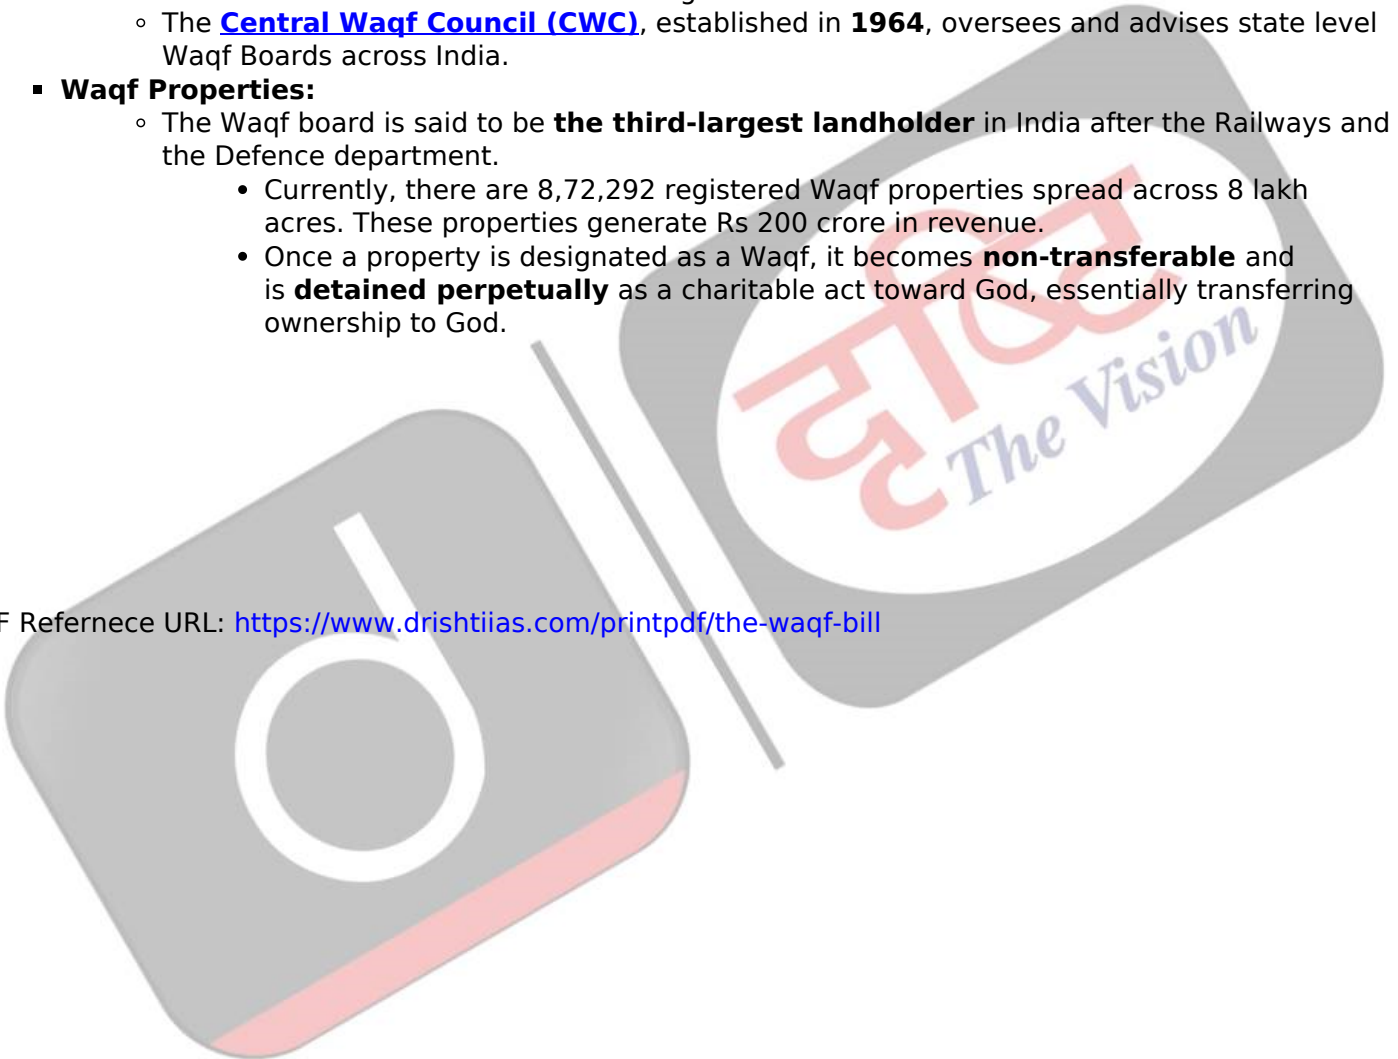 ◦ The Central Waqf Council (CWC), established in 1964, oversees and advises state level
Waqf Boards across India.
▪ Waqf Properties:
◦ The Waqf board is said to be the third-largest landholder in India after the Railways and
the Defence department.
• Currently, there are 8,72,292 registered Waqf properties spread across 8 lakh
acres. These properties generate Rs 200 crore in revenue.
• Once a property is designated as a Waqf, it becomes non-transferable and
is detained perpetually as a charitable act toward God, essentially transferring
ownership to God.
दृष्टि
The Vision
d
F Refernece URL: https://www.drishtiias.com/printpdf/the-waqf-bill